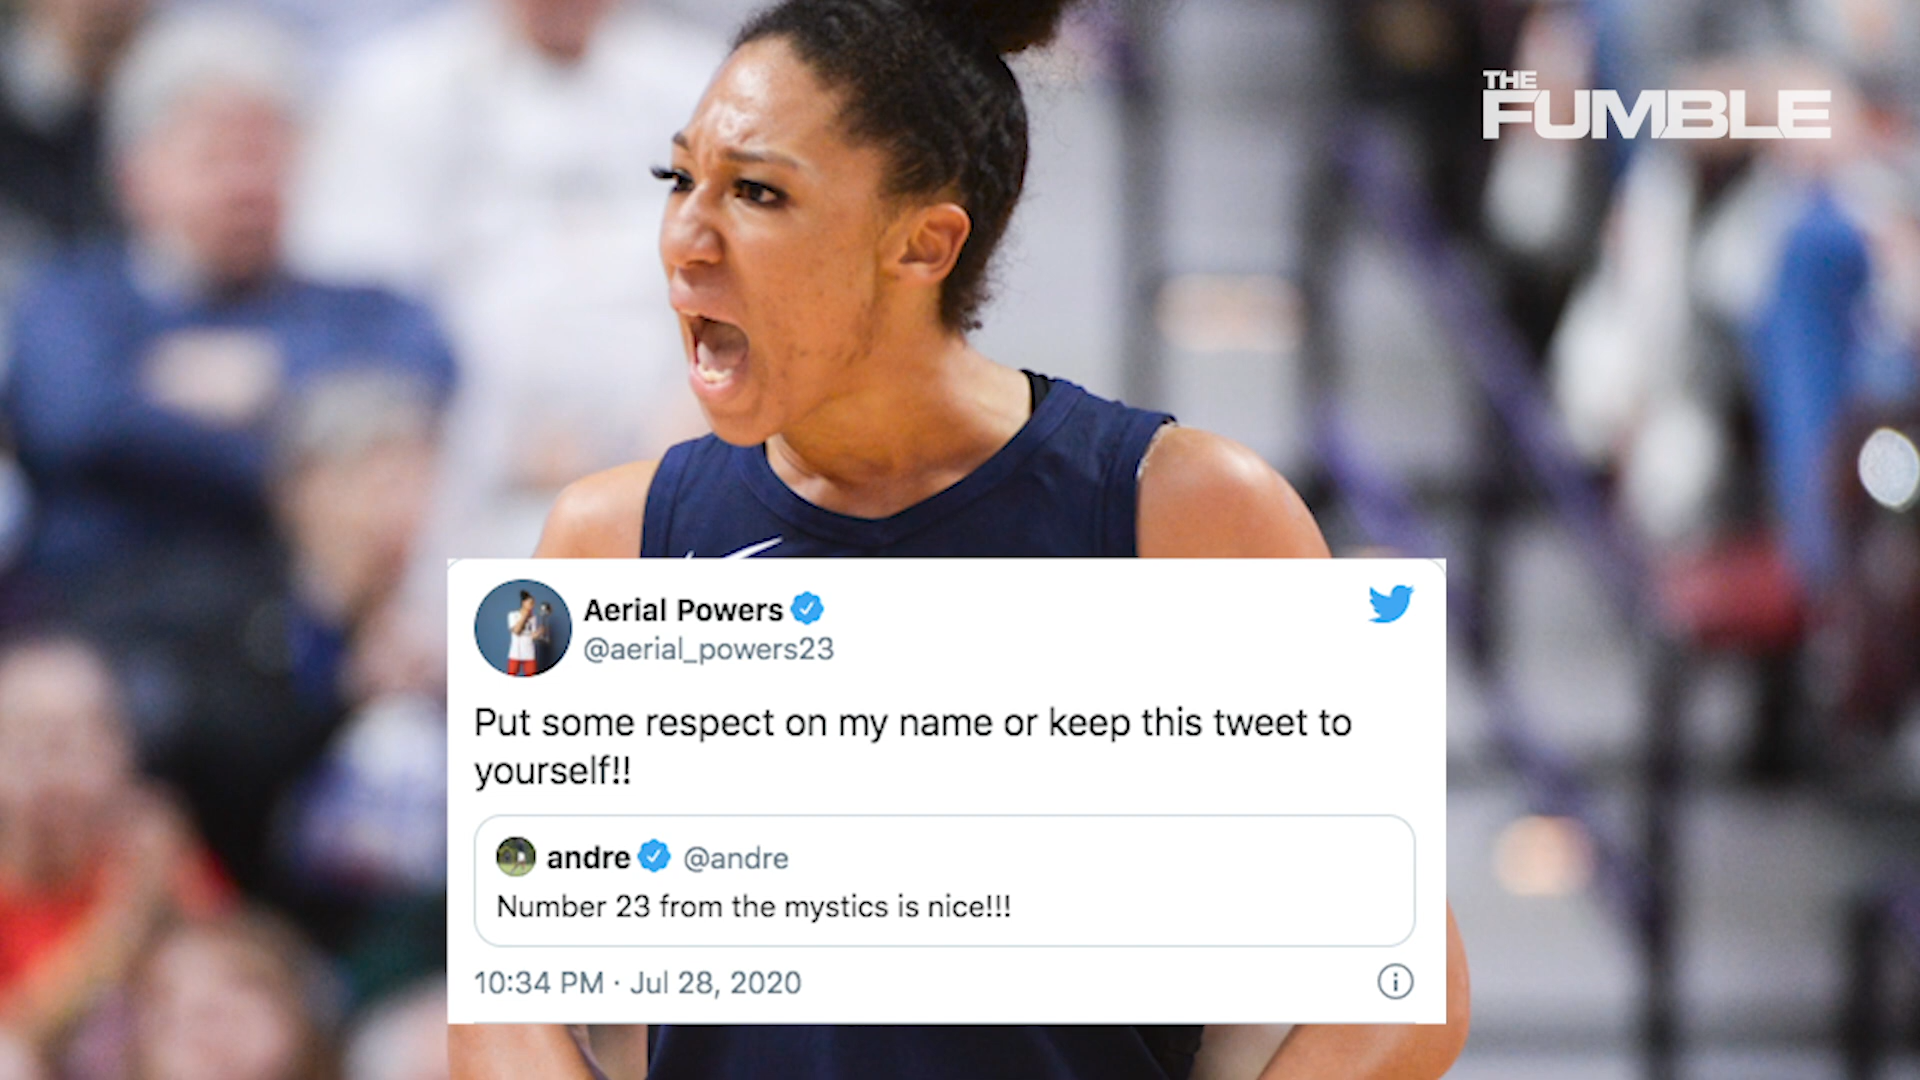 THE
FUMBLE
Aerial Powers
@aerial_powers23
Put some respect on my name or keep this tweet to
yourself!!
andre @andre
Number 23 from the mystics is nice!!!
10:34 PM · Jul 28, 2020